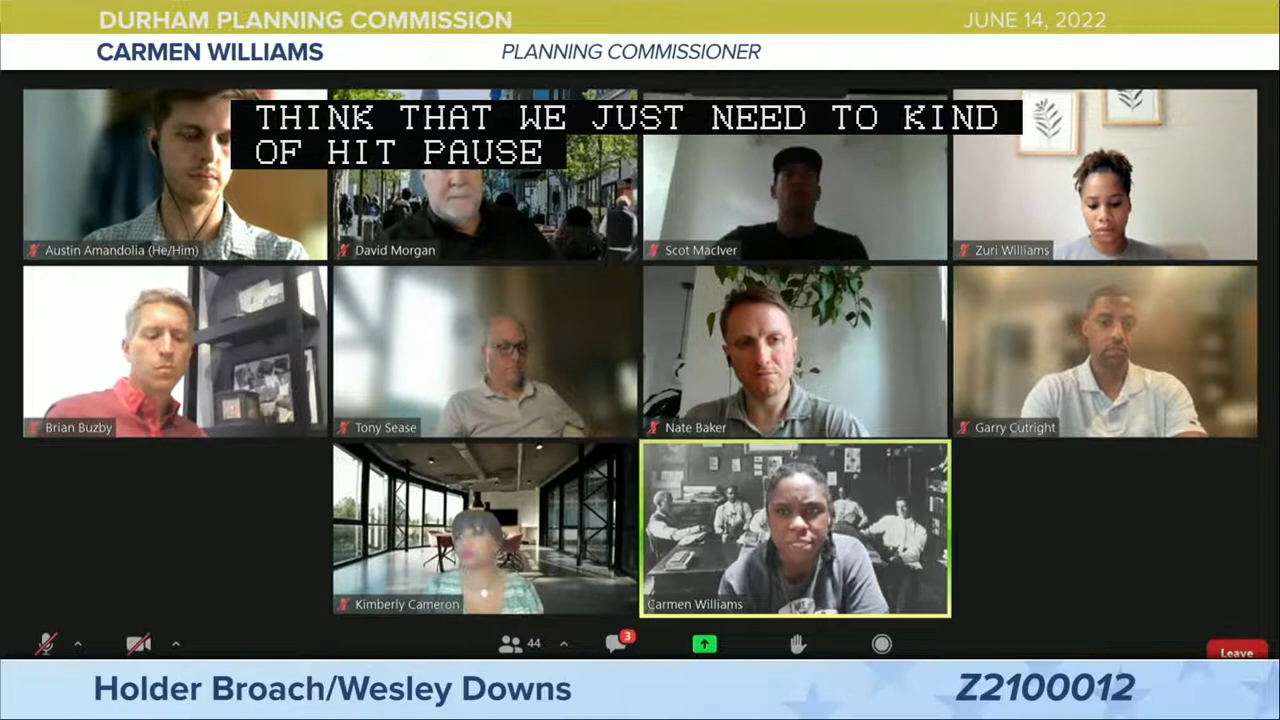 DURHAM PLANNING COMMISSION JUNE 14, 2022
CARMEN WILLIAMS PLANNING COMMISSIONER
THINK THAT WE JUST NEED TO KIND
OF HIT PAUSE
Austin Amandolia (He/Him) David Morgan Scot MacIver Zuri Williams
Brian Buzby Tony Sease Nate Baker Garry Cutright
Kimberly Cameron Carmen Williams
44 3 Leave
Holder Broach/Wesley Downs Z2100012